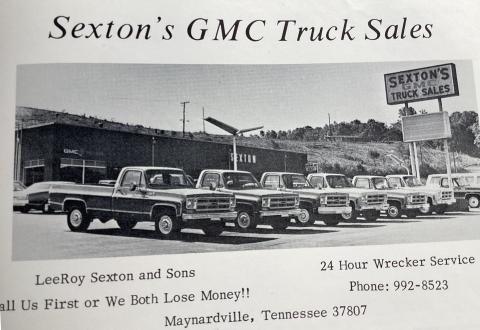 Sexton's GMC Truck Sales
SEXTON'S
GMC
TRUCK SALES
GMC
SEXTON
LeeRoy Sexton and Sons
24 Hour Wrecker Service
all Us First or We Both Lose Money!!
Phone: 992-8523
Maynardville, Tennessee 37807